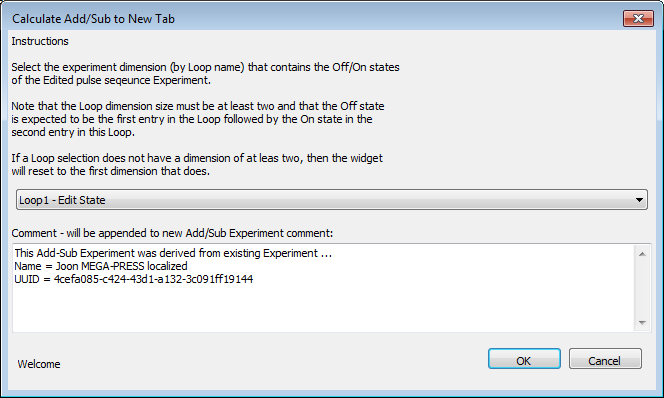 Calculate Add/Sub to New Tab
Instructions
Select the experiment dimension (by Loop name) that contains the Off/On states
of the Edited pulse seqeunce Experiment.
Note that the Loop dimension size must be at least two and that the Off state
is expected to be the first entry in the Loop followed by the On state in the
second entry in this Loop.
If a Loop selection does not have a dimension of at leas two, then the widget
will reset to the first dimension that does.
Loop1 - Edit State
Comment - will be appended to new Add/Sub Experiment comment:
This Add-Sub Experiment was derived from existing Experiment ...
Name = Joon MEGA-PRESS localized
UUID = 4cefa085-c424-43d1-a132-3c091ff19144
Welcome
OK
Cancel